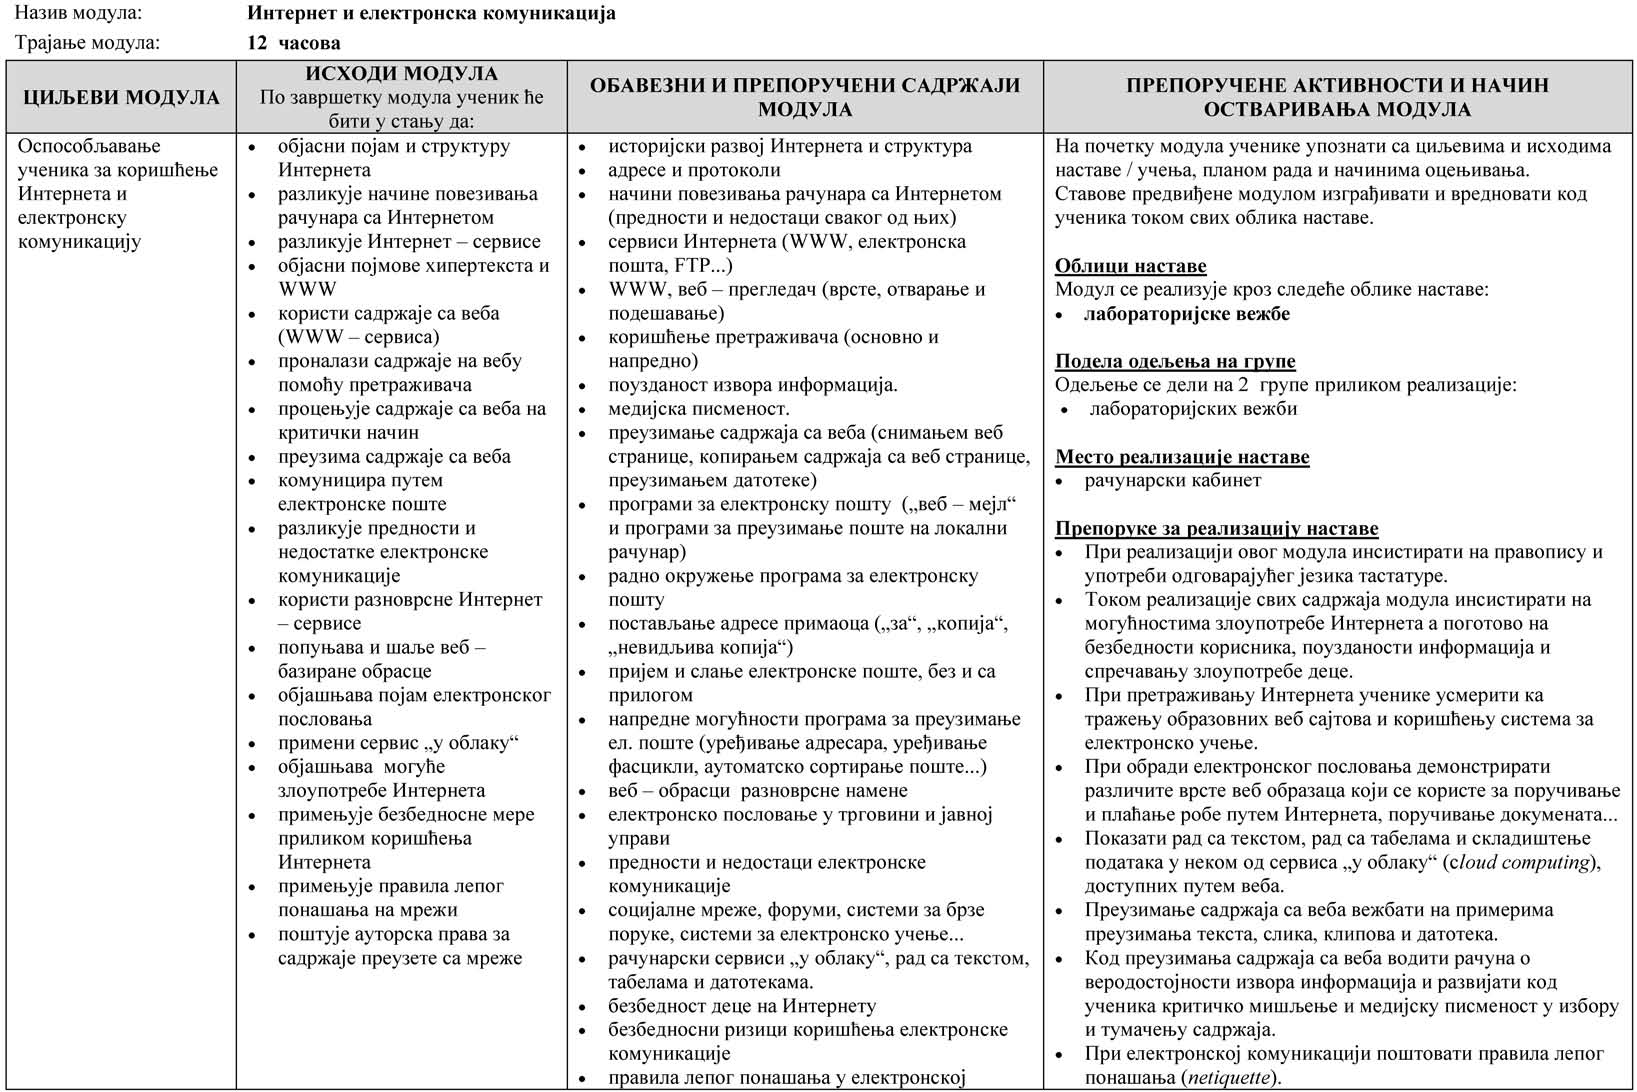 Назив модула: Интернет и електронска комуникација
Трајање модула: 12 часова
ЦИЉЕВИ МОДУЛА
ИСХОДИ МОДУЛА
По завршетку модула ученик ће
бити у стању да:
ОБАВЕЗНИ И ПРЕПОРУЧЕНИ САДРЖАЈИ
МОДУЛА
ПРЕПОРУЧЕНЕ АКТИВНОСТИ И НАЧИН
ОСТВАРИВАЊА МОДУЛА
Оспособљавање
ученика за коришћење
Интернета и
електронску
комуникацију
• објасни појам и структуру
Интернета
• разликује начине повезивања
рачунара са Интернетом
• разликује Интернет – сервисе
• објасни појмове хипертекста и
WWW
• користи садржаје са веба
(WWW – сервиса)
• проналази садржаје на вебу
помоћу претраживача
• процењује садржаје са веба на
критички начин
• преузима садржаје са веба
• комуницира путем
електронске поште
• разликује предности и
недостатке електронске
комуникације
• користи разноврсне Интернет
– сервисе
• попуњава и шаље веб –
базиране обрасце
• објашњава појам електронског
пословања
• примени сервис „у облаку“
• објашњава могуће
злоупотребе Интернета
• примењује безбедносне мере
приликом коришћења
Интернета
• примењује правила лепог
понашања на мрежи
• поштује ауторска права за
садржаје преузете са мреже
• историјски развој Интернета и структура
• адресе и протоколи
• начини повезивања рачунара са Интернетом
(предности и недостаци сваког од њих)
• сервиси Интернета (WWW, електронска
пошта, FTP...)
• WWW, веб – прегледач (врсте, отварање и
подешавање)
• коришћење претраживача (основно и
напредно)
• поузданост извора информација.
• медијска писменост.
• преузимање садржаја са веба (снимањем веб
странице, копирањем садржаја са веб странице,
преузимањем датотеке)
• програми за електронску пошту („веб – мејл“
и програми за преузимање поште на локални
рачунар)
• радно окружење програма за електронску
пошту
• постављање адресе примаоца („за“, „копија“,
„невидљива копија“)
• пријем и слање електронске поште, без и са
прилогом
• напредне могућности програма за преузимање
ел. поште (уређивање адресара, уређивање
фасцикли, аутоматско сортирање поште...)
• веб – обрасци разноврсне намене
• електронско пословање у трговини и јавној
управи
• предности и недостаци електронске
комуникације
• социјалне мреже, форуми, системи за брзе
поруке, системи за електронско учење...
• рачунарски сервиси „у облаку“, рад са текстом,
табелама и датотекама.
• безбедност деце на Интернету
• безбедносни ризици коришћења електронске
комуникације
• правила лепог понашања у електронској
На почетку модула ученике упознати са циљевима и исходима
наставе / учења, планом рада и начинима оцењивања.
Ставове предвиђене модулом изграђивати и вредновати код
ученика током свих облика наставе.
Облици наставе
Модул се реализује кроз следеће облике наставе:
• лабораторијске вежбе
Подела одељења на групе
Одељење се дели на 2 групе приликом реализације:
• лабораторијских вежби
Место реализације наставе
• рачунарски кабинет
Препоруке за реализацију наставе
• При реализацији овог модула инсистирати на правопису и
употреби одговарајућег језика тастатуре.
• Током реализације свих садржаја модула инсистирати на
могућностима злоупотребе Интернета а поготово на
безбедности корисника, поузданости информација и
спречавању злоупотребе деце.
• При претраживању Интернета ученике усмерити ка
тражењу образовних веб сајтова и коришћењу система за
електронско учење.
• При обради електронског пословања демонстрирати
различите врсте веб образаца који се користе за поручивање
и плаћање робе путем Интернета, поручивање докумената...
• Показати рад са текстом, рад са табелама и складиштење
података у неком од сервиса „у облаку“ (cloud computing),
доступних путем веба.
• Преузимање садржаја са веба вежбати на примерима
преузимања текста, слика, клипова и датотека.
• Код преузимања садржаја са веба водити рачуна о
веродостојности извора информација и развијати код
ученика критичко мишљење и медијску писменост у избору
и тумачењу садржаја.
• При електронској комуникацији поштовати правила лепог
понашања (netiquette).